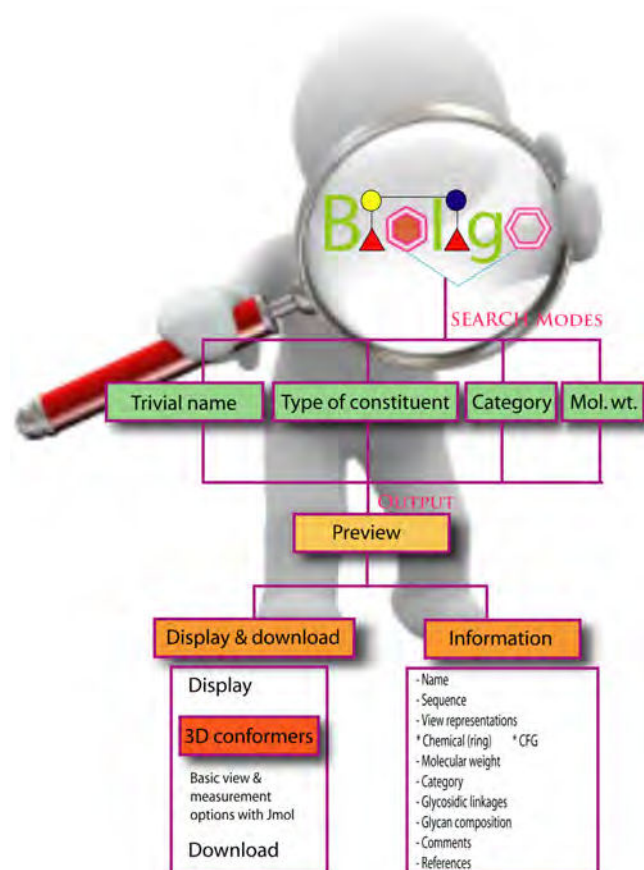 BiOligo
SEARCH MODES
Trivial name
Type of constituent
Category
Mol. wt.
OUTPUT
Preview
Display & download
Information
Display
3D conformers
Basic view &
measurement
options with Jmol
Download
- Name
- Sequence
- View representations
* Chemical (ring) * CFG
- Molecular weight
- Category
- Glycosidic linkages
- Glycan composition
- Comments
- References